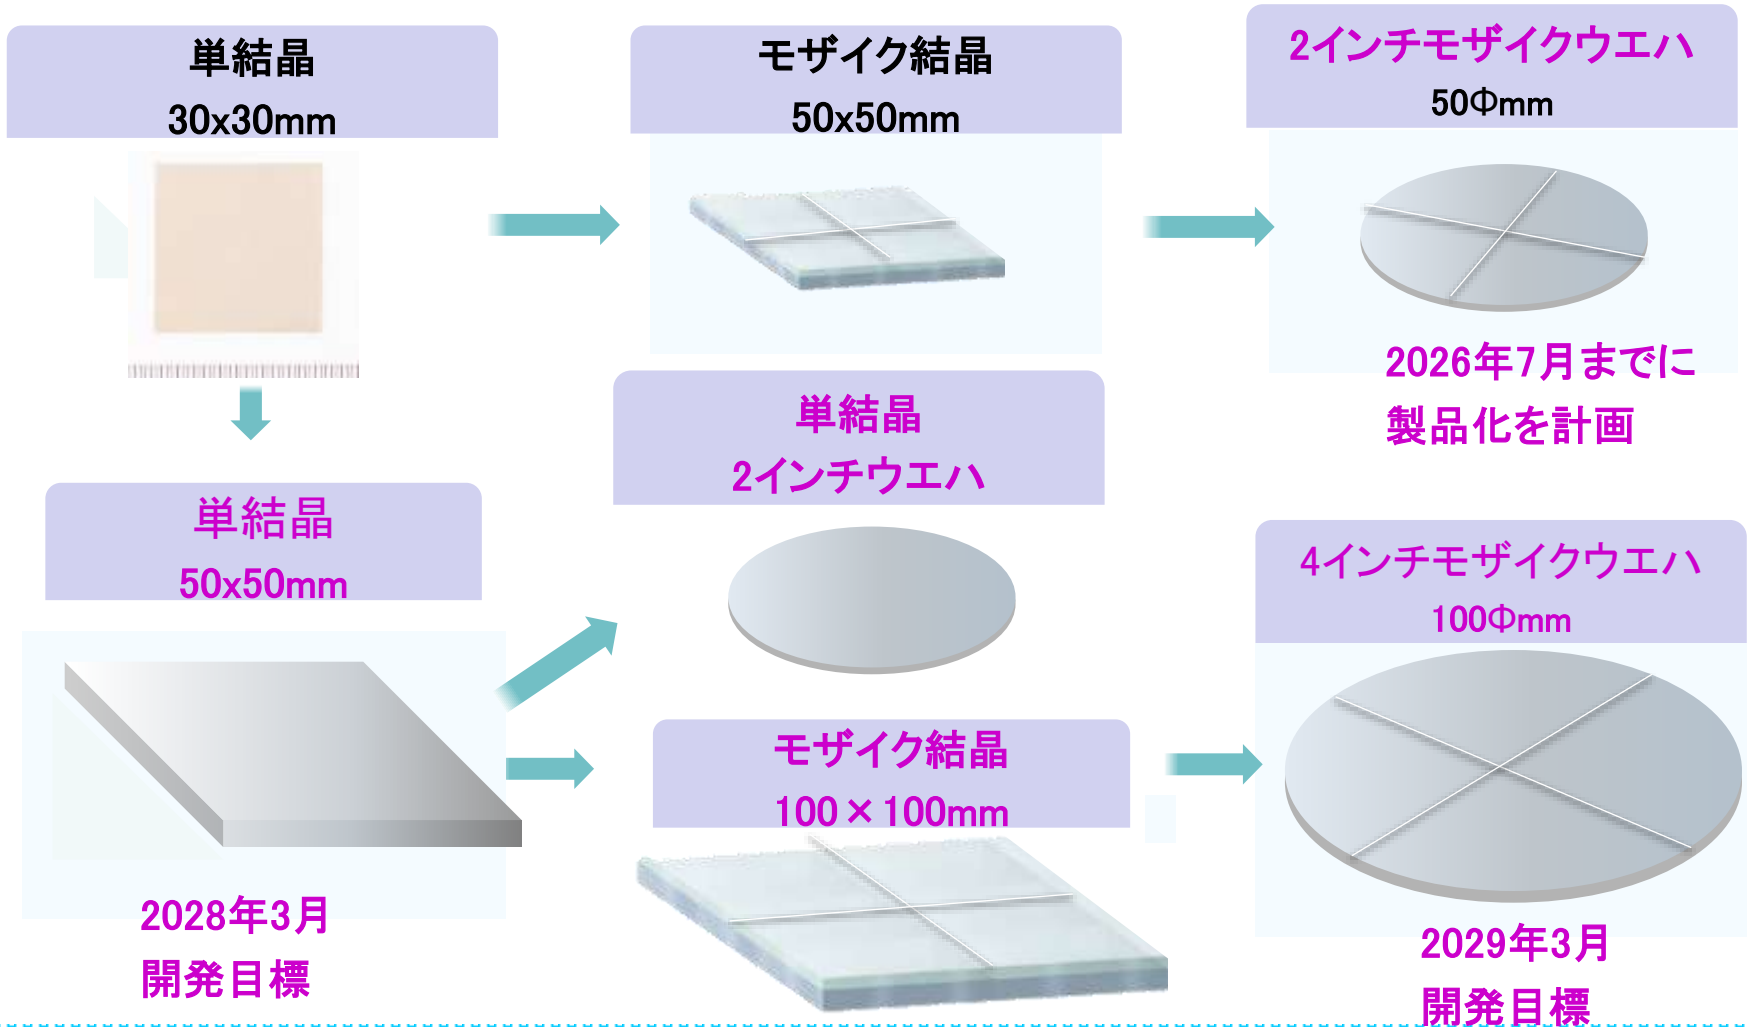 単結晶
30x30mm
モザイク結晶
50x50mm
2インチモザイクウエハ
50Φmm
2026年7月までに
製品化を計画
単結晶
2インチウエハ
単結晶
50x50mm
2028年3月
開発目標
モザイク結晶
100×100mm
4インチモザイクウエハ
100Φmm
2029年3月
開発目標